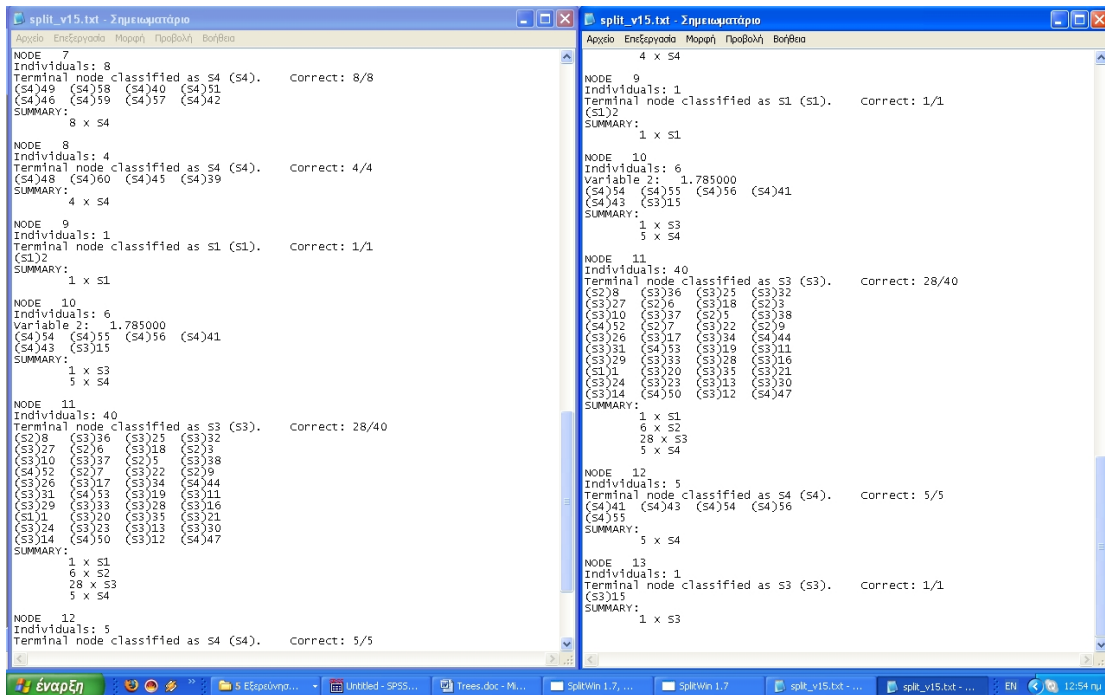 split_v15.txt - Σημειωματάριο
Αρχείο Επεξεργασία Μορφή Προβολή Βοήθεια
NODE 7
Individuals: 8
Terminal node classified as S4 (S4). Correct: 8/8
(S4)49 (S4)58 (S4)40 (S4)51
(S4)46 (S4)59 (S4)57 (S4)42
SUMMARY:
8 x S4
NODE 8
Individuals: 4
Terminal node classified as S4 (S4). Correct: 4/4
(S4)48 (S4)60 (S4)45 (S4)39
SUMMARY:
4 x S4
NODE 9
Individuals: 1
Terminal node classified as S1 (S1). Correct: 1/1
(S1)2
SUMMARY:
1 x S1
NODE 10
Individuals: 6
Variable 2: 1.785000
(S4)54 (S4)55 (S4)56 (S4)41
(S4)43 (S3)15
SUMMARY:
1 x S3
5 x S4
NODE 11
Individuals: 40
Terminal node classified as S3 (S3). Correct: 28/40
(S2)8 (S3)36 (S3)25 (S3)32
(S3)27 (S2)6 (S3)18 (S2)3
(S3)10 (S3)37 (S2)5 (S3)38
(S4)52 (S2)7 (S3)22 (S2)9
(S3)26 (S3)17 (S3)34 (S4)44
(S3)31 (S4)53 (S3)19 (S3)11
(S3)29 (S3)33 (S3)28 (S3)16
(S1)1 (S3)20 (S3)35 (S3)21
(S3)24 (S3)23 (S3)13 (S3)30
(S3)14 (S4)50 (S3)12 (S4)47
SUMMARY:
1 x S1
6 x S2
28 x S3
5 x S4
NODE 12
Individuals: 5
Terminal node classified as S4 (S4). Correct: 5/5
split_v15.txt - Σημειωματάριο
Αρχείο Επεξεργασία Μορφή Προβολή Βοήθεια
4 x S4
NODE 9
Individuals: 1
Terminal node classified as S1 (S1). Correct: 1/1
(S1)2
SUMMARY:
1 x S1
NODE 10
Individuals: 6
Variable 2: 1.785000
(S4)54 (S4)55 (S4)56 (S4)41
(S4)43 (S3)15
SUMMARY:
1 x S3
5 x S4
NODE 11
Individuals: 40
Terminal node classified as S3 (S3). Correct: 28/40
(S2)8 (S3)36 (S3)25 (S3)32
(S3)27 (S2)6 (S3)18 (S2)3
(S3)10 (S3)37 (S2)5 (S3)38
(S4)52 (S2)7 (S3)22 (S2)9
(S3)26 (S3)17 (S3)34 (S4)44
(S3)31 (S4)53 (S3)19 (S3)11
(S3)29 (S3)33 (S3)28 (S3)16
(S1)1 (S3)20 (S3)35 (S3)21
(S3)24 (S3)23 (S3)13 (S3)30
(S3)14 (S4)50 (S3)12 (S4)47
SUMMARY:
1 x S1
6 x S2
28 x S3
5 x S4
NODE 12
Individuals: 5
Terminal node classified as S4 (S4). Correct: 5/5
(S4)41 (S4)43 (S4)54 (S4)56
(S4)55
SUMMARY:
5 x S4
NODE 13
Individuals: 1
Terminal node classified as S3 (S3). Correct: 1/1
(S3)15
SUMMARY:
1 x S3
έναρξη » 5 Εξερεύνησ... Untitled - SPSS... Trees.doc - Mi... SplitWin 1.7, ... SplitWin 1.7 split_v15.txt - ... split_v15.txt - ... EN 12:54 πμ